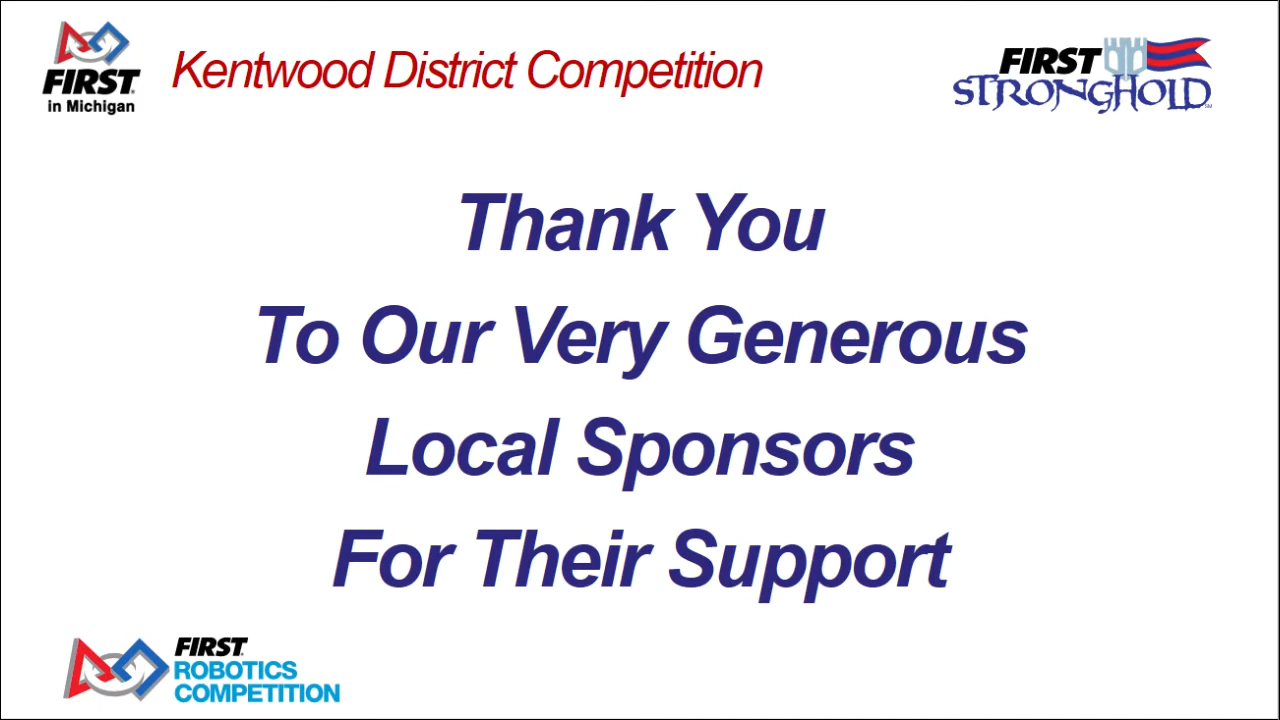 FIRST
in Michigan
Kentwood District Competition
FIRST
STRONGHOLD
SM
Thank You
To Our Very Generous
Local Sponsors
For Their Support
FIRST
ROBOTICS
COMPETITION